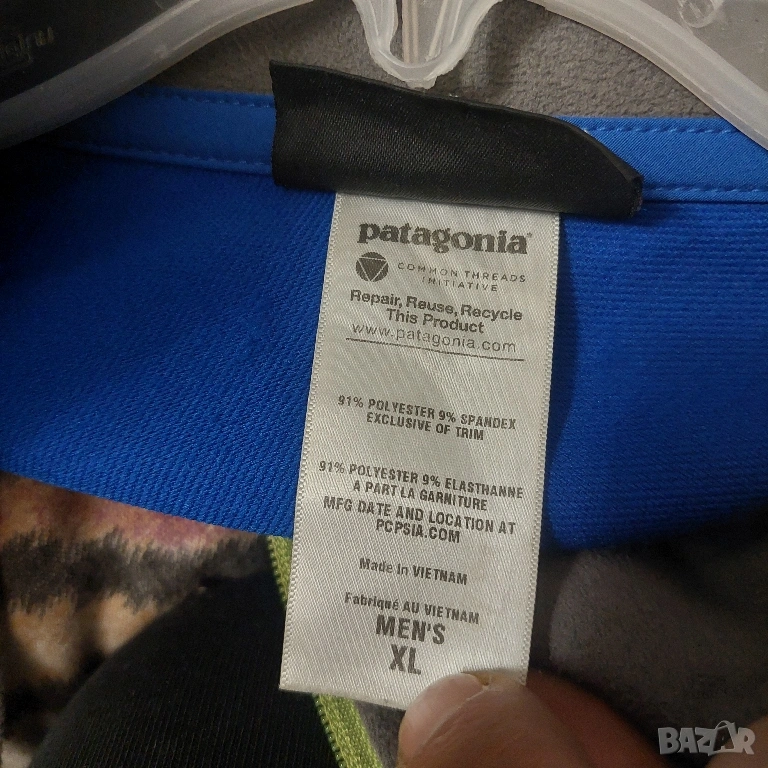 patagonia®
COMMON THREADS
INITIATIVE
Repair, Reuse, Recycle
This Product
www.patagonia.com
91% POLYESTER 9% SPANDEX
EXCLUSIVE OF TRIM
91% POLYESTER 9% ELASTHANNE
A PART LA GARNITURE
MFG DATE AND LOCATION AT
PCPSIA.COM
Made In VIETNAM
Fabriqué AU VIETNAM
MEN'S
XL
BAZAR